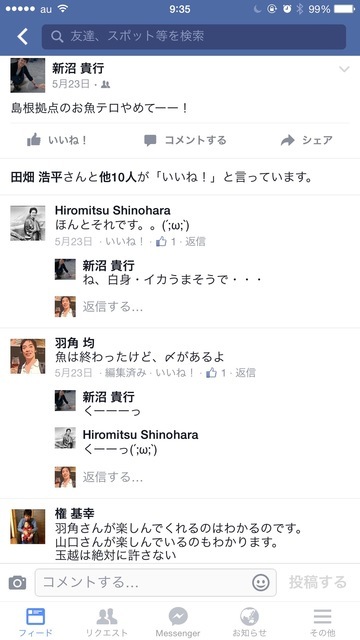 au 9:35 99%
友達、スポット等を検索
新沼 貴行
5月23日・
島根拠点のお魚テロやめてーー！
いいね！ コメントする シェア
田畑 浩平さんと他10人が「いいね！」と言っています。
Hiromitsu Shinohara
ほんとそれです。。(´;ω;`)
5月23日 · いいね！ · 1 · 返信
新沼 貴行
ね、白身・イカうまそうで・・・
返信する...
羽角 均
魚は終わったけど、〆があるよ
5月23日 · 編集済み · いいね！ · 1 · 返信
新沼 貴行
くーーーっ
Hiromitsu Shinohara
くーーっ(´;ω;`)
返信する...
権 基幸
羽角さんが楽しんでくれるのはわかるのです。
山口さんが楽しんでいるのもわかります。
玉越は絶対に許さない
コメントする... 投稿する
フィード リクエスト Messenger お知らせ その他